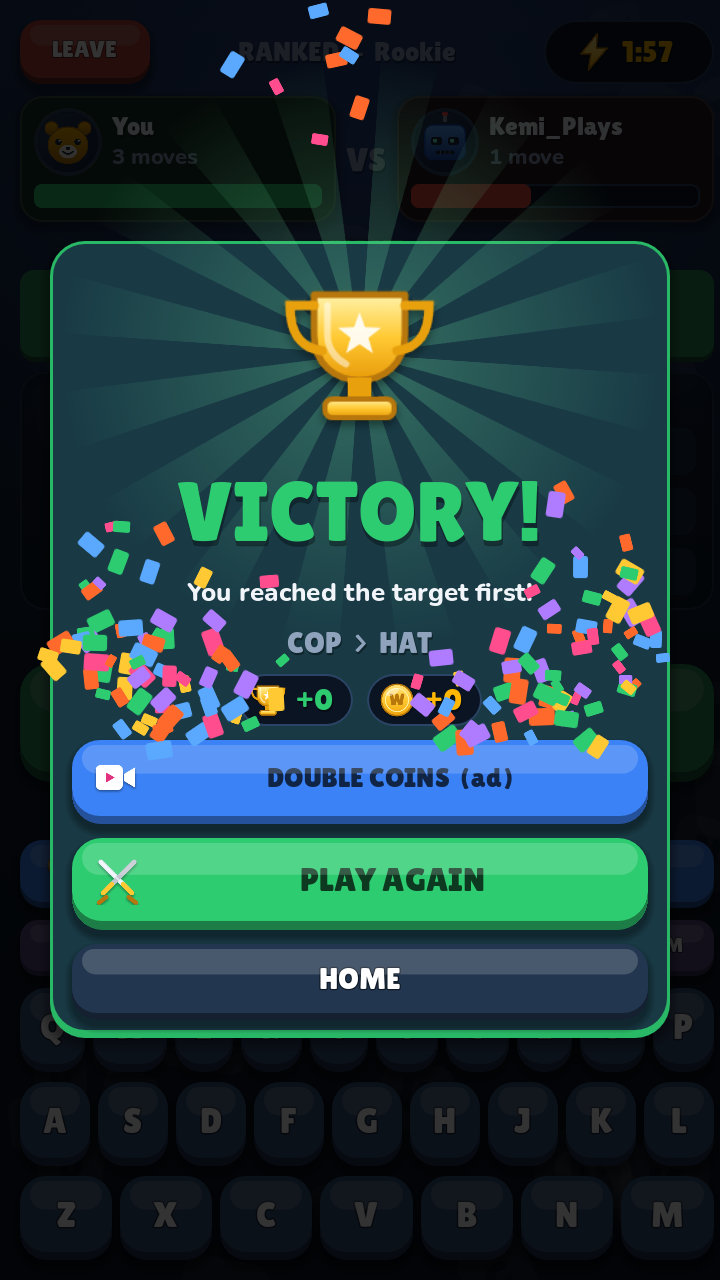 LEAVE
RANKED
Rookie
1:57
You
3 moves
VS
Kemi_Plays
1 move
VICTORY!
You reached the target first!
COP > HAT
+0
W +0
DOUBLE COINS (ad)
PLAY AGAIN
HOME
M
Q P
A S D F G H J K L
Z X C V B N M